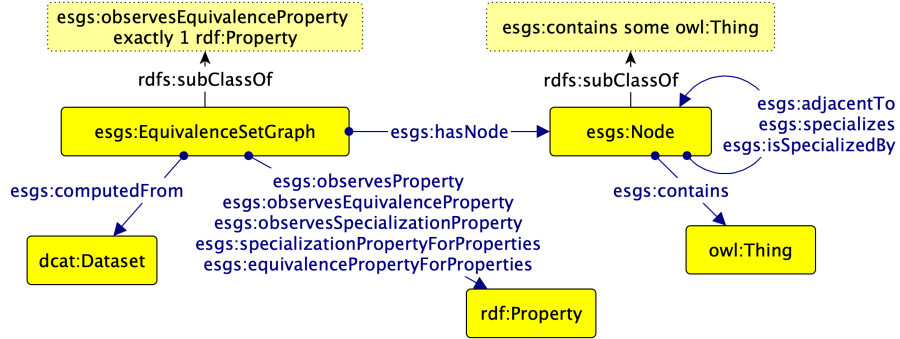 esgs:observesEquivalenceProperty
exactly 1 rdf:Property
esgs:contains some owl:Thing
rdfs:subClassOf
rdfs:subClassOf
esgs:EquivalenceSetGraph
esgs:hasNode
esgs:Node
esgs:adjacentTo
esgs:specializes
esgs:isSpecializedBy
esgs:computedFrom
esgs:observesProperty
esgs:observesEquivalenceProperty
esgs:observesSpecializationProperty
esgs:specializationPropertyForProperties
esgs:equivalencePropertyForProperties
esgs:contains
dcat:Dataset
owl:Thing
rdf:Property